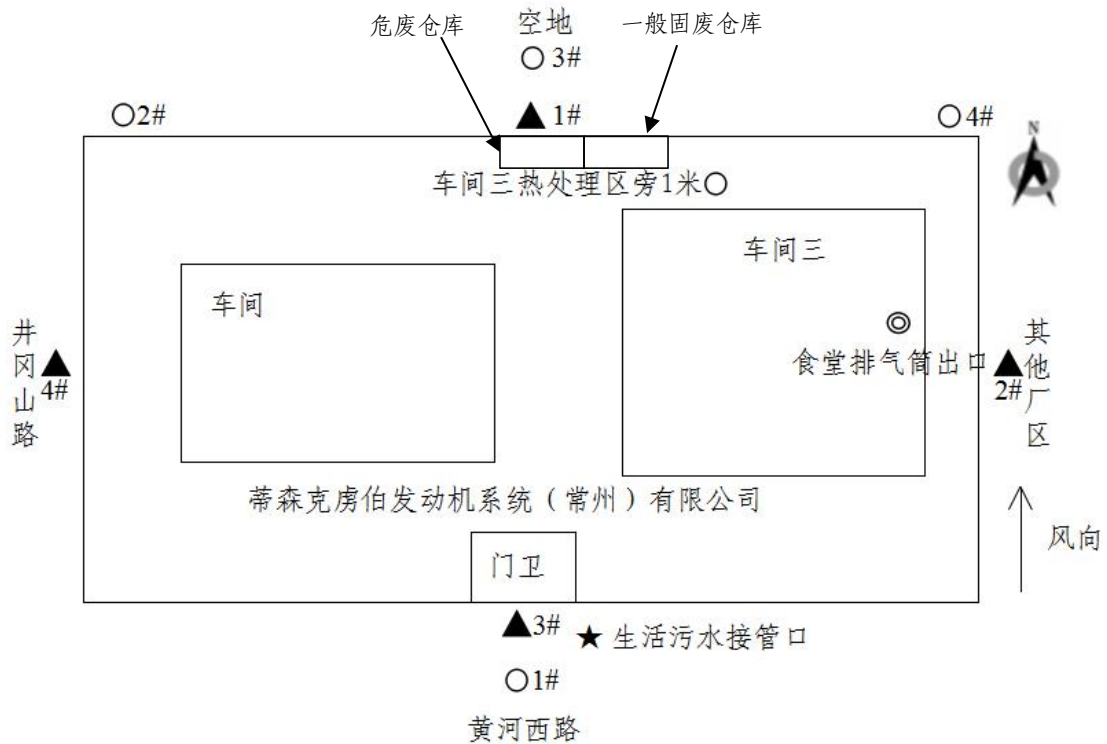 危废仓库
空地
一般固废仓库
○3#
○2#
▲1#
○4#
N
车间三热处理区旁1米○
车间三
车间
井冈山路
▲4#
◎
食堂排气筒出口
▲2#
其他厂区
蒂森克虏伯发动机系统（常州）有限公司
风向
门卫
▲3#
★生活污水接管口
○1#
黄河西路